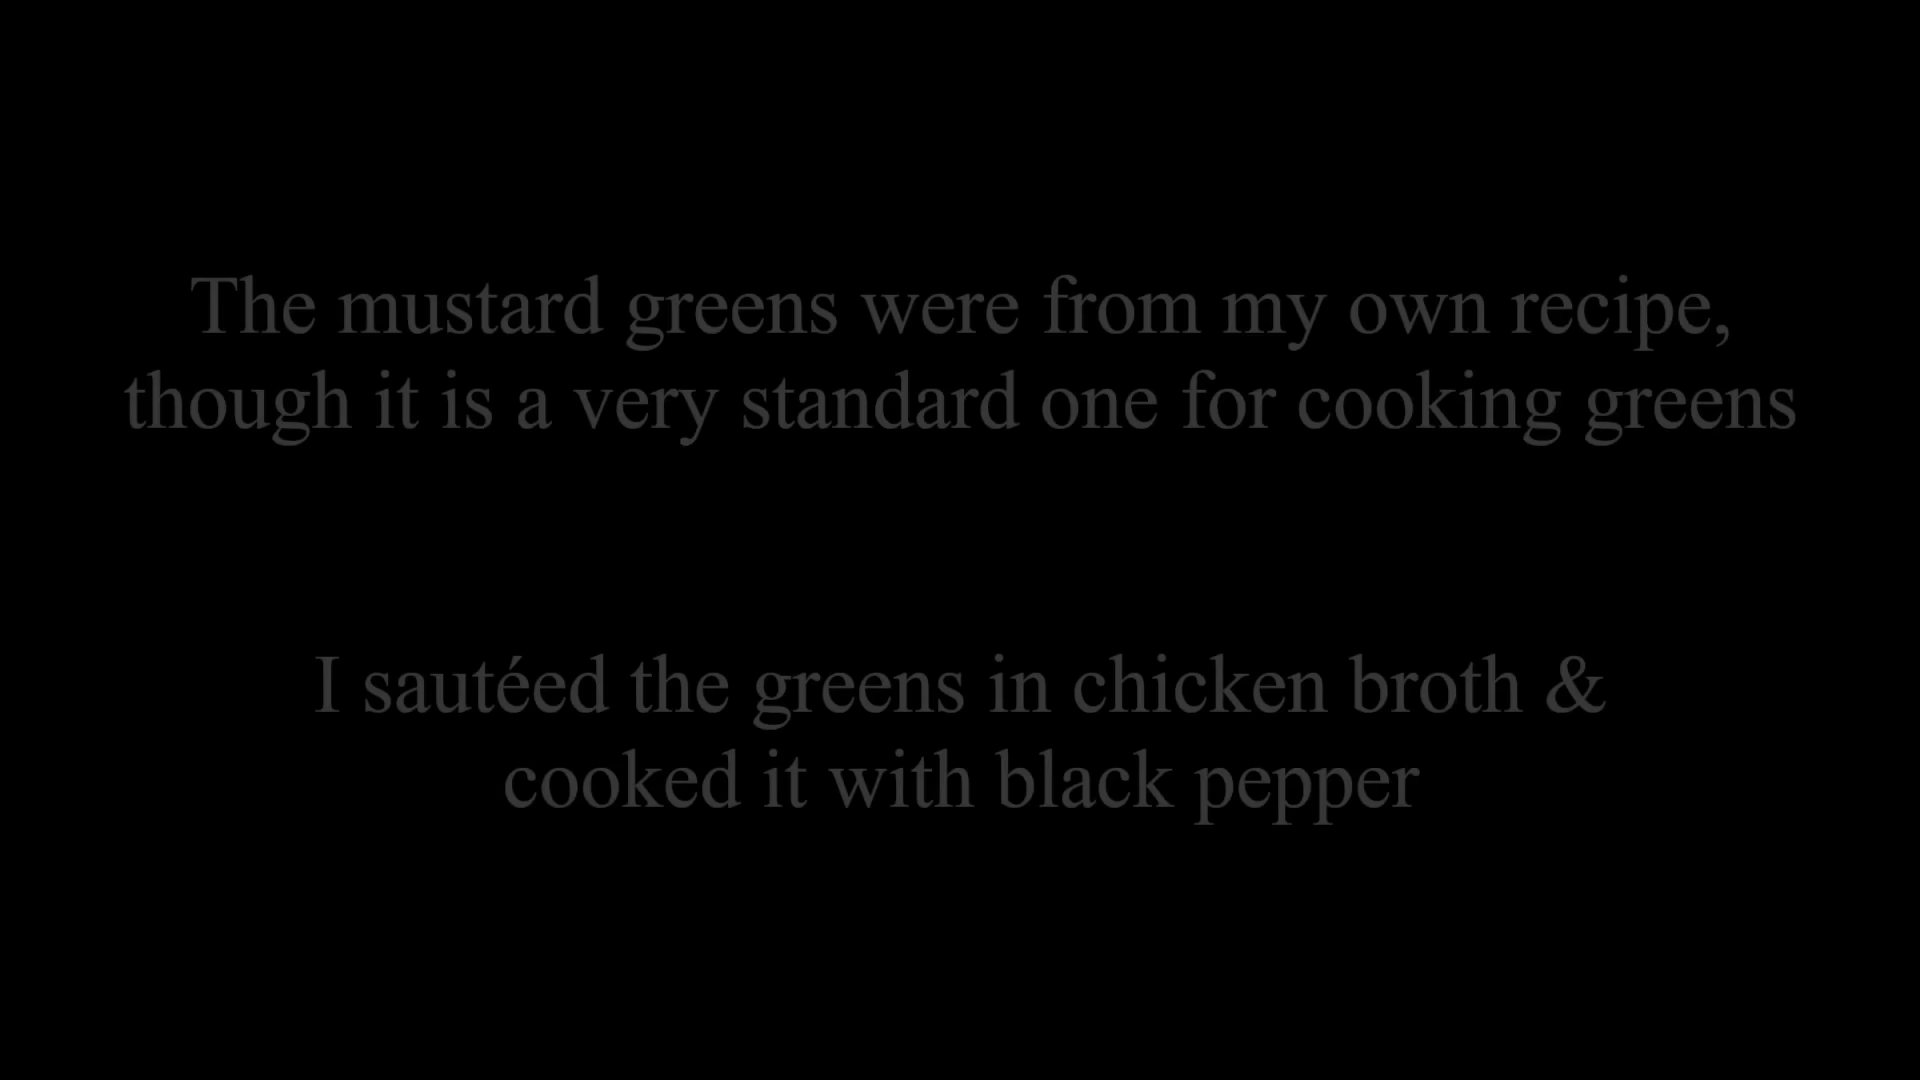 The mustard greens were from my own recipe,
though it is a very standard one for cooking greens
I sautéed the greens in chicken broth &
cooked it with black pepper